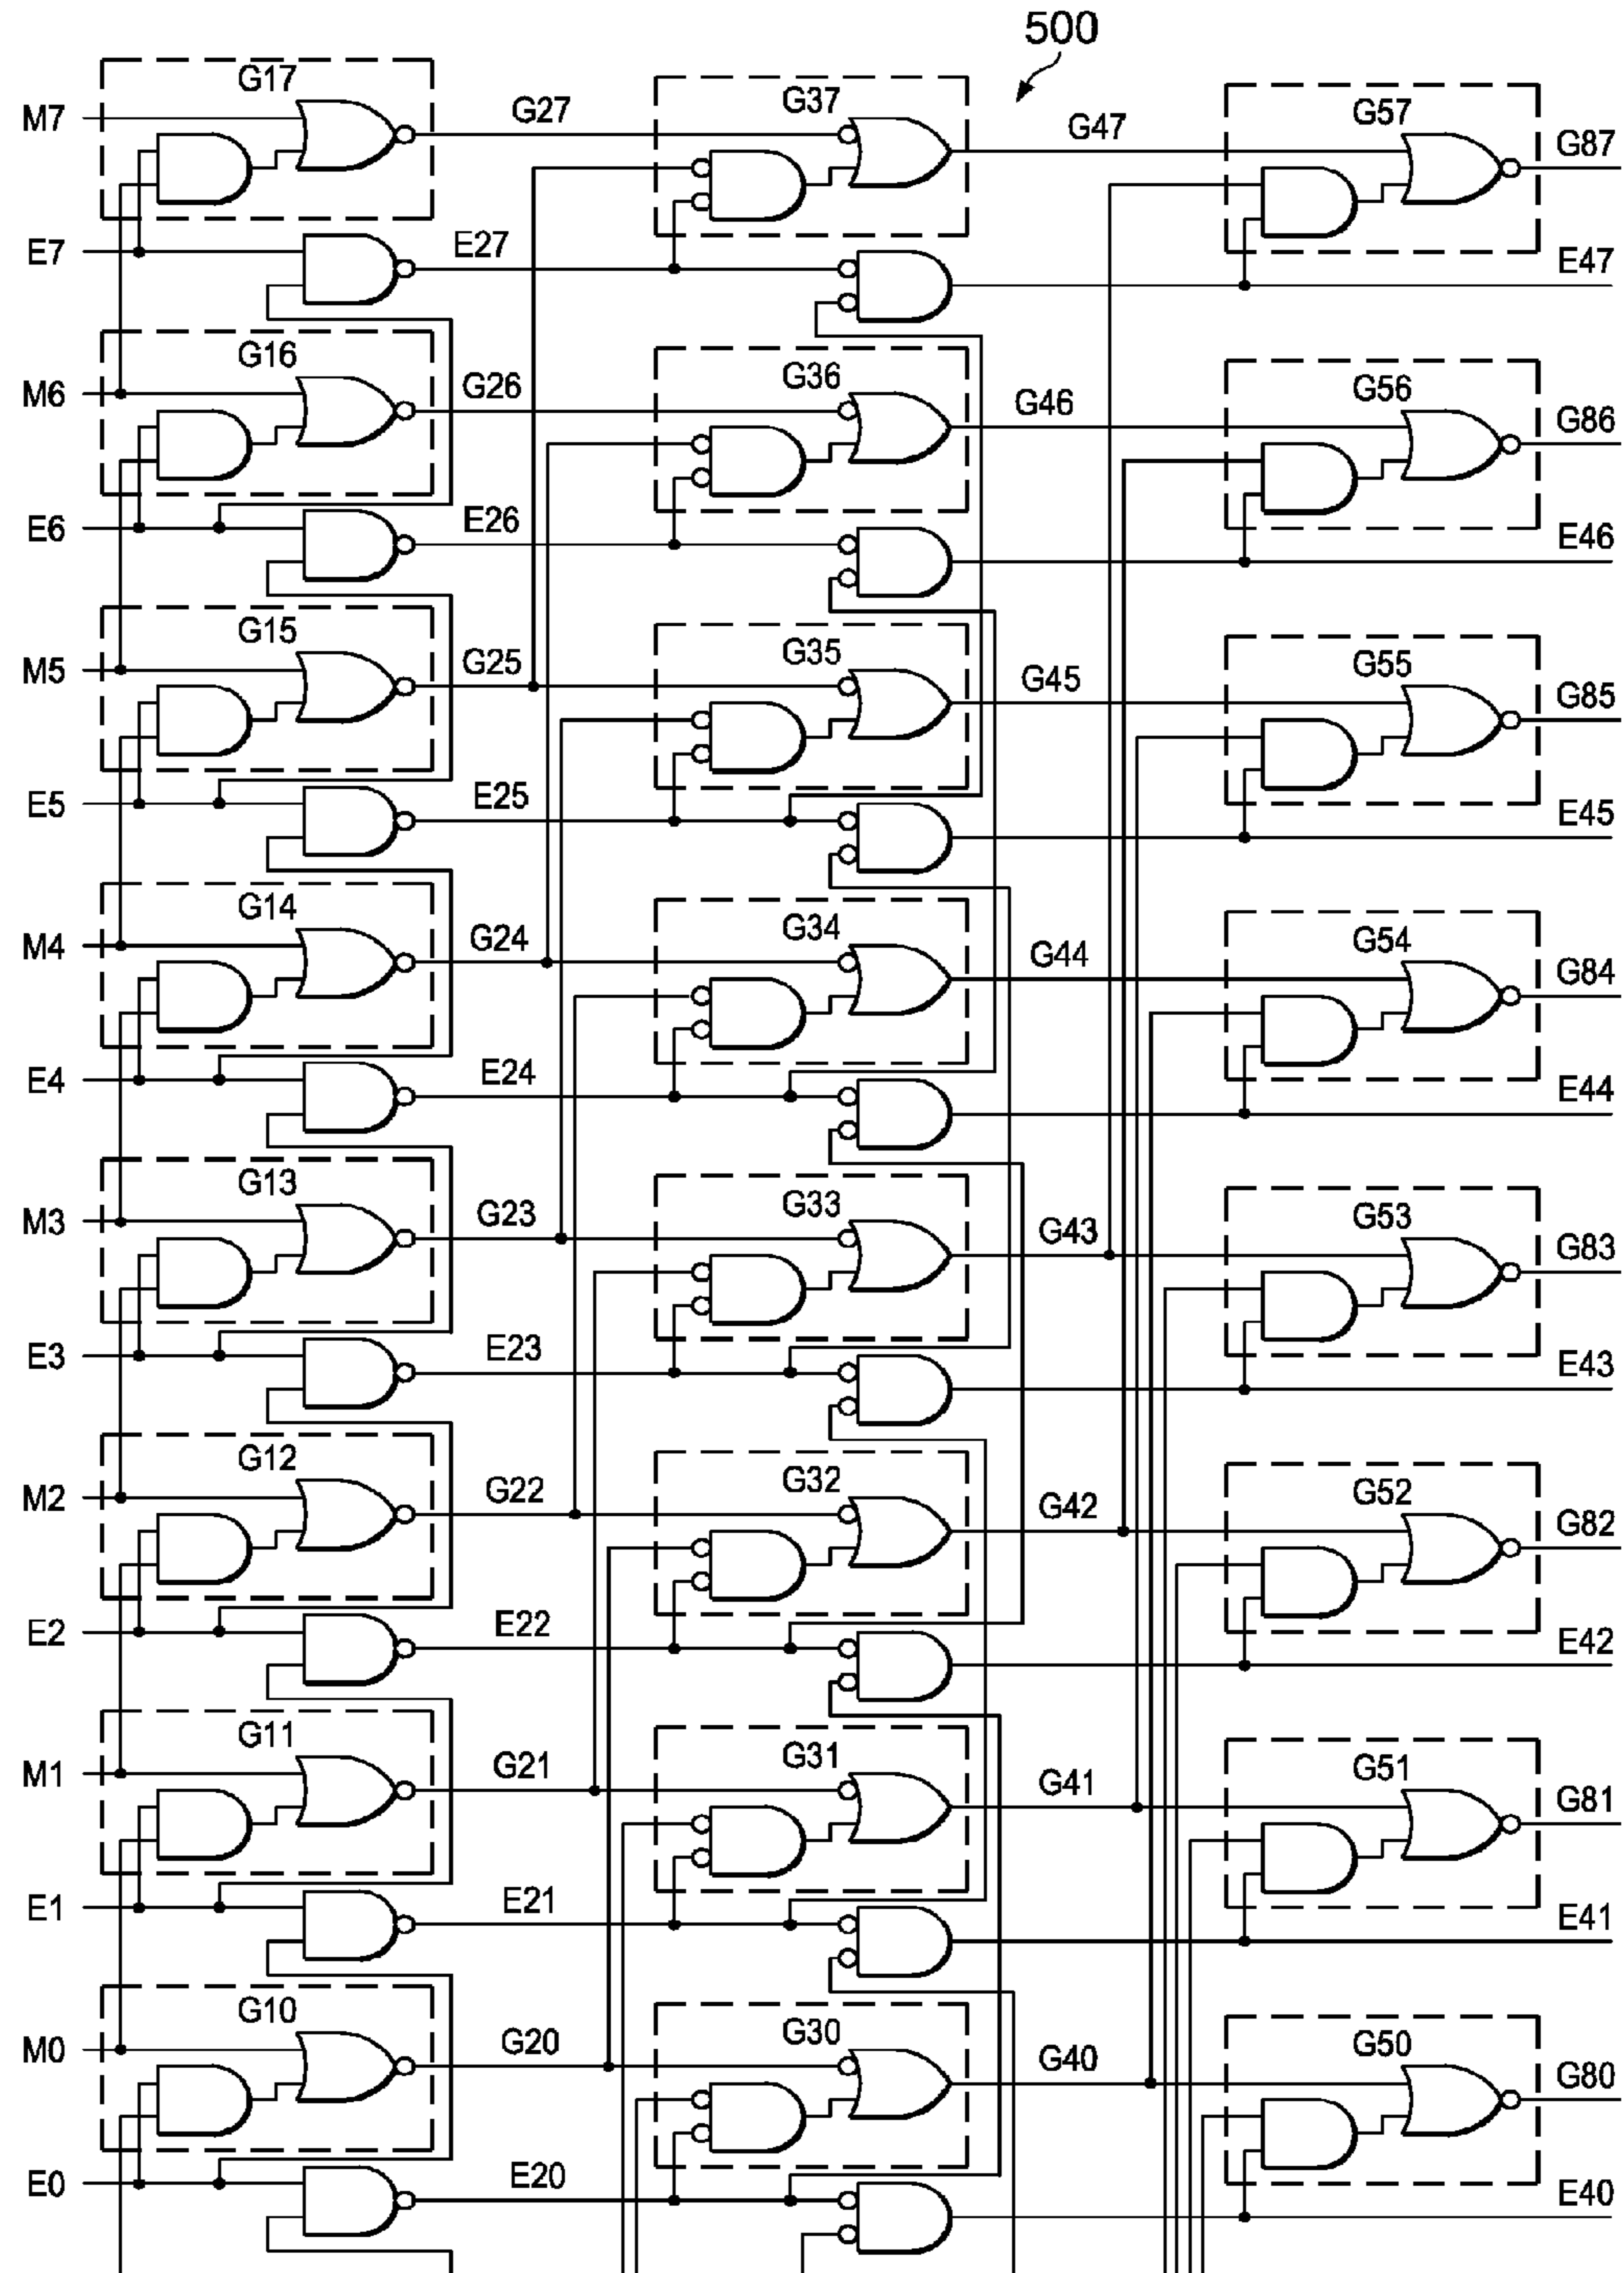 500
G17 G37 G57
M7 G27 G47 G87
E7 E27 E47
G16 G36 G56
M6 G26 G46 G86
E6 E26 E46
G15 G35 G55
M5 G25 G45 G85
E5 E25 E45
G14 G34 G54
M4 G24 G44 G84
E4 E24 E44
G13 G33 G53
M3 G23 G43 G83
E3 E23 E43
G12 G32 G52
M2 G22 G42 G82
E2 E22 E42
G11 G31 G51
M1 G21 G41 G81
E1 E21 E41
G10 G30 G50
M0 G20 G40 G80
E0 E20 E40